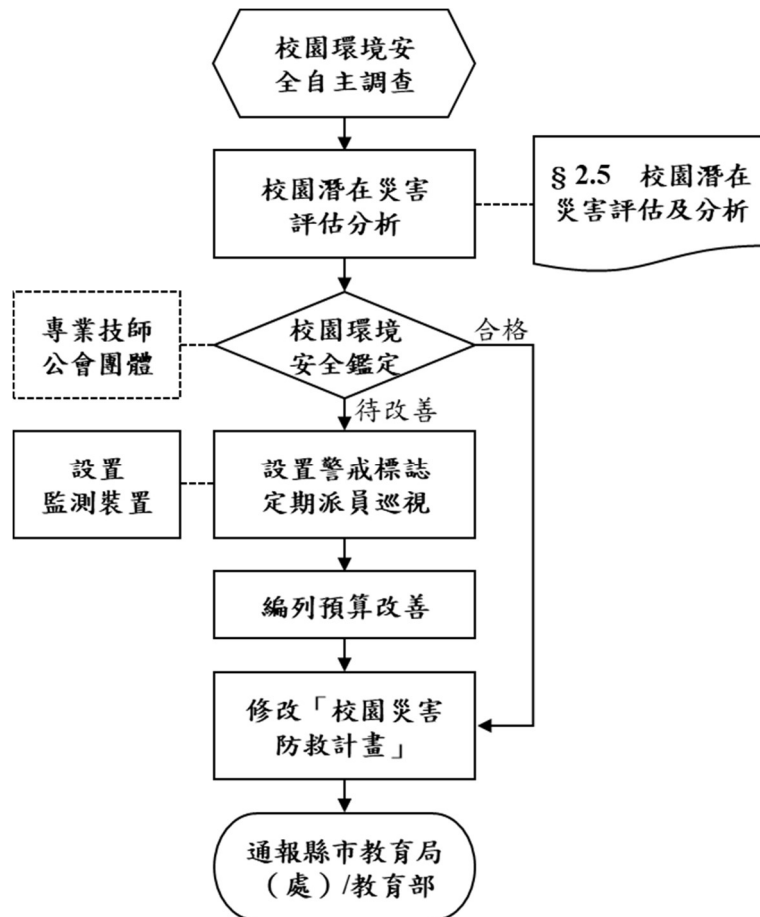 校園環境安
全自主調查
校園潛在災害
評估分析
§ 2.5 校園潛在
災害評估及分析
專業技師
公會團體
校園環境
安全鑑定
合格
待改善
設置
監測裝置
設置警戒標誌
定期派員巡視
編列預算改善
修改「校園災害
防救計畫」
通報縣市教育局
（處）/教育部